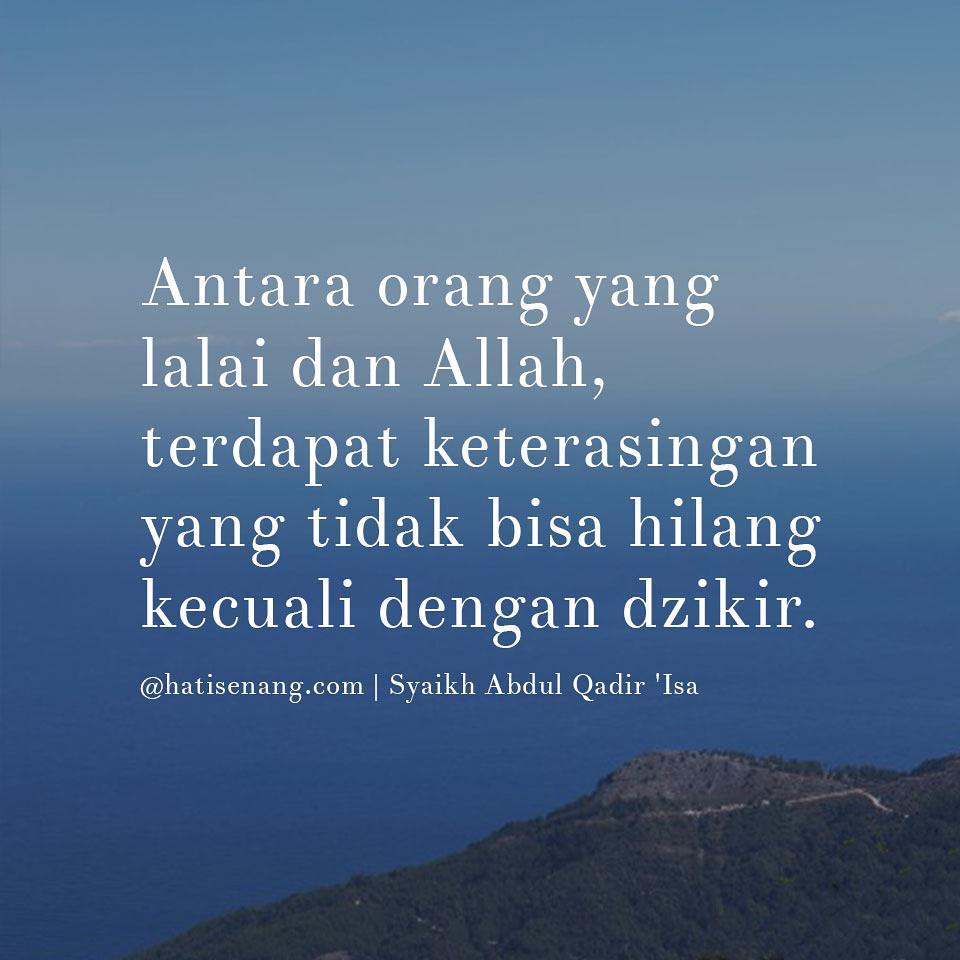 Antara orang yang
lalai dan Allah,
terdapat keterasingan
yang tidak bisa hilang
kecuali dengan dzikir.
@hatisenang.com | Syaikh Abdul Qadir 'Isa